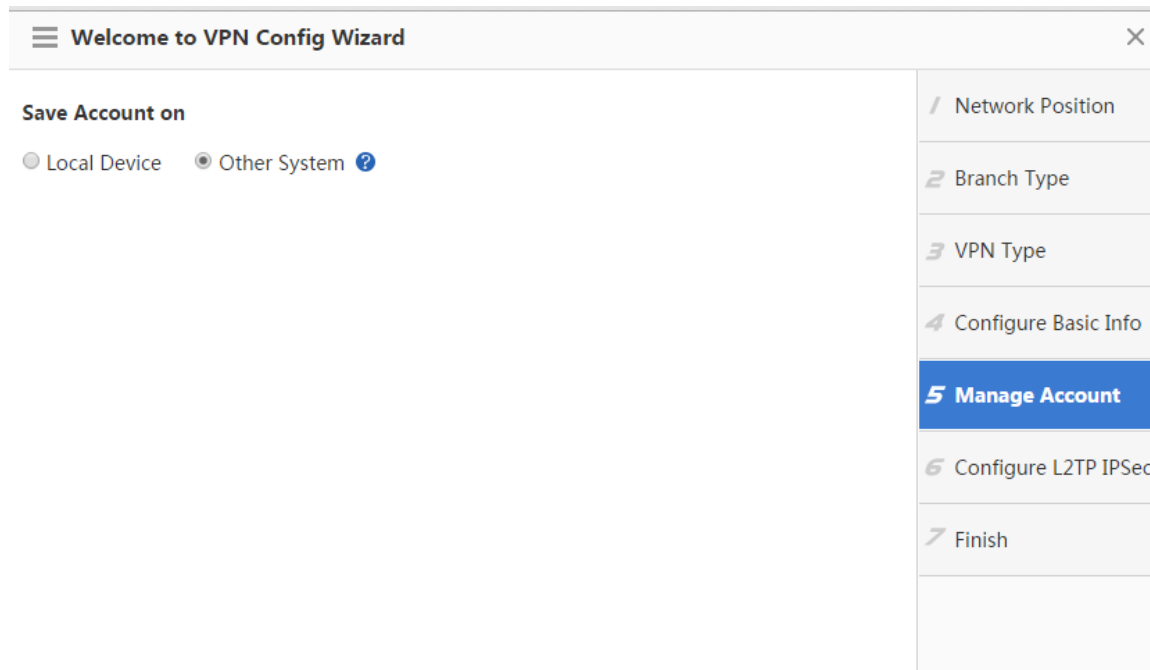 Welcome to VPN Config Wizard
Save Account on
Local Device Other System ?
1 Network Position
2 Branch Type
3 VPN Type
4 Configure Basic Info
5 Manage Account
6 Configure L2TP IPSec
7 Finish